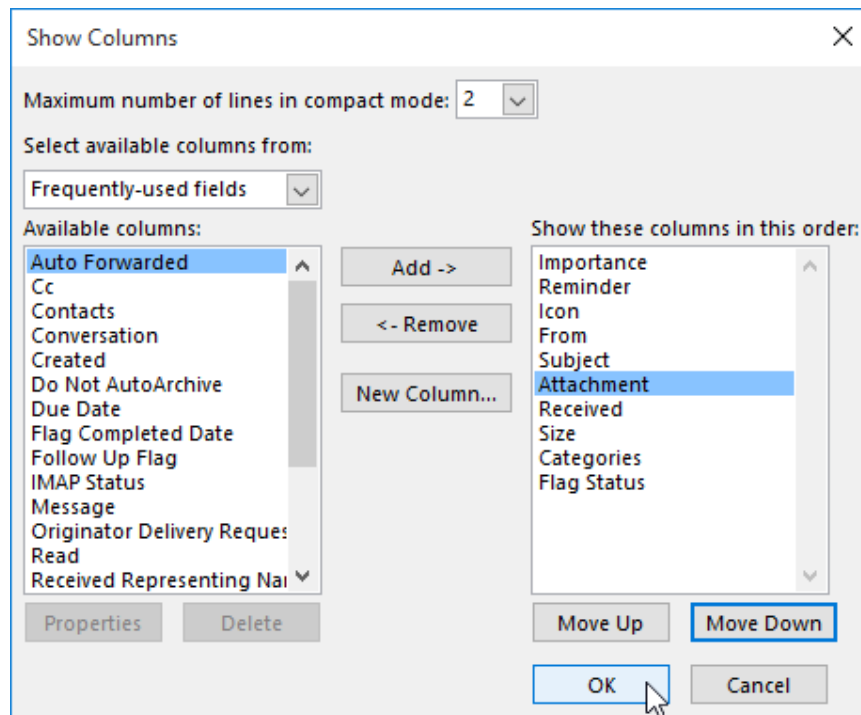 Show Columns
Maximum number of lines in compact mode: 2
Select available columns from:
Frequently-used fields
Available columns:
Auto Forwarded
Cc
Contacts
Conversation
Created
Do Not AutoArchive
Due Date
Flag Completed Date
Follow Up Flag
IMAP Status
Message
Originator Delivery Reques
Read
Received Representing Nar
Properties
Delete
Add ->
<- Remove
New Column...
Show these columns in this order:
Importance
Reminder
Icon
From
Subject
Attachment
Received
Size
Categories
Flag Status
Move Up
Move Down
OK
Cancel